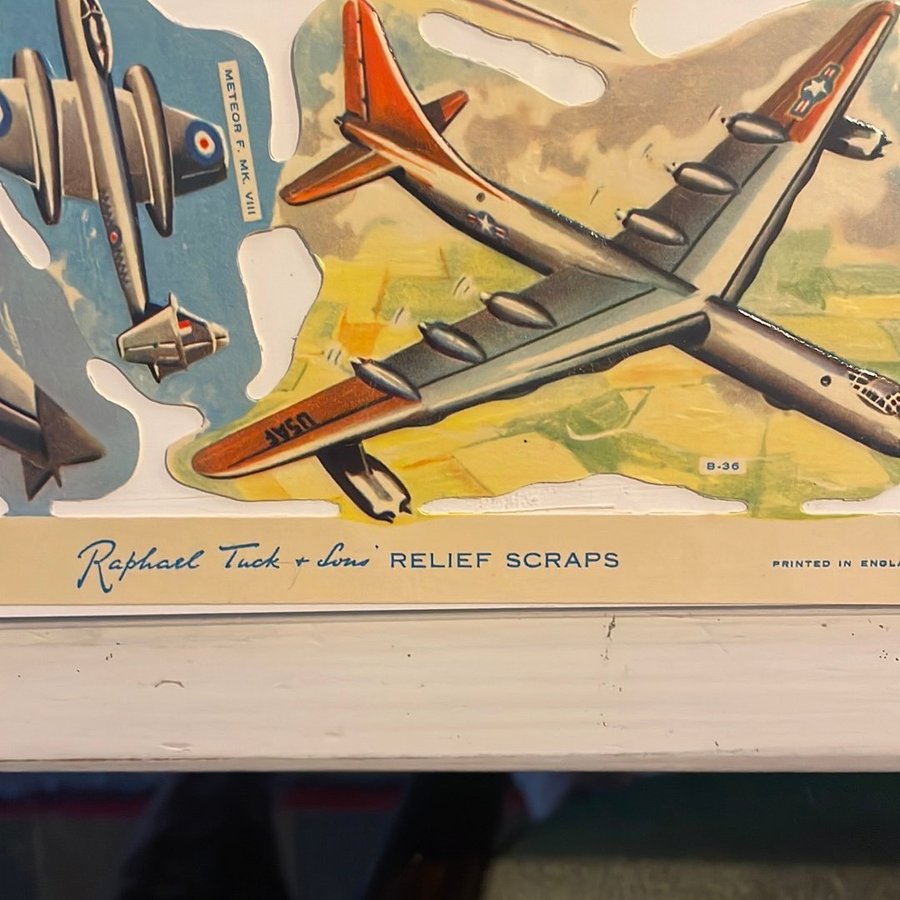 METEOR F. MK. VIII
USAF
B-36
Raphael Tuck + Sons' RELIEF SCRAPS
PRINTED IN ENGLA